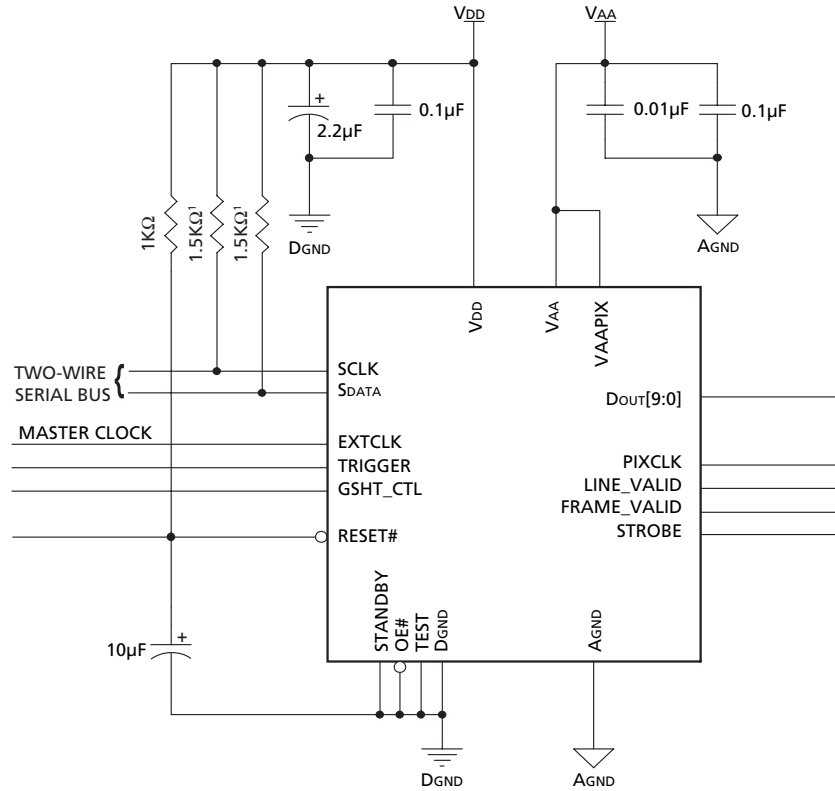 VDD
VAA
+
2.2µF
0.1µF
0.01µF
0.1µF
1KΩ
1.5KΩ¹
1.5KΩ¹
DGND
AGND
VDD
VAA
VAAPIX
TWO-WIRE
SERIAL BUS
{
SCLK
SDATA
DOUT[9:0]
MASTER CLOCK
EXTCLK
TRIGGER
GSHT_CTL
PIXCLK
LINE_VALID
FRAME_VALID
STROBE
RESET#
STANDBY
OE#
TEST
DGND
AGND
10µF
+
DGND
AGND